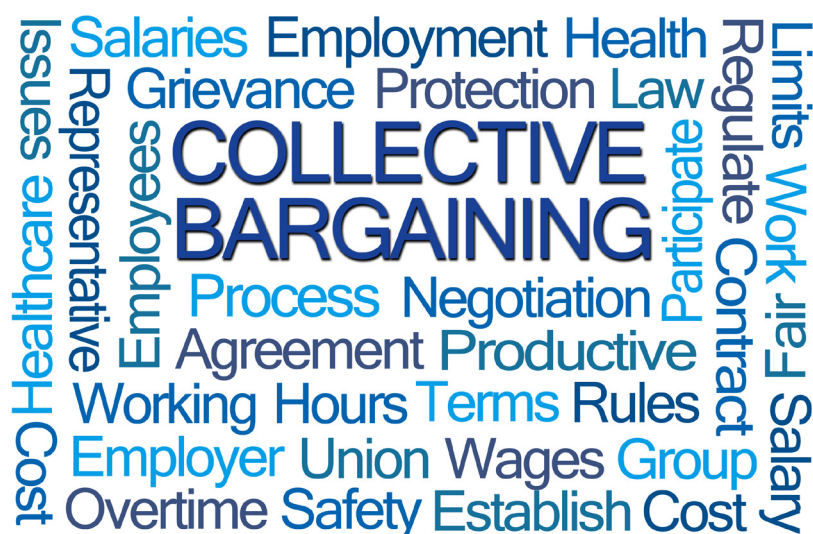 Salaries Employment Health
Grievance Protection Law
COLLECTIVE
BARGAINING
Process Negotiation
Agreement Productive
Working Hours Terms Rules
Employer Union Wages Group
Overtime Safety Establish Cost
Issues
Healthcare
Cost
Representative
Employees
Participate
Regulate
Contract
Limits
Work
Fair
Salary